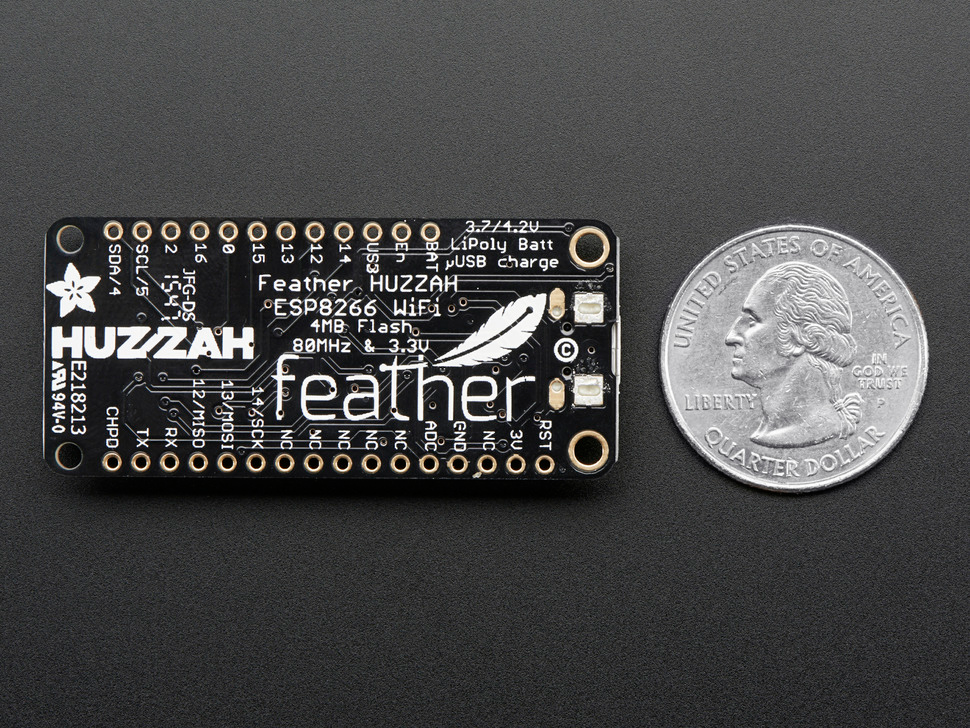 3.7/4.2V
LiPoly Batt
µUSB charge
SDA/4
SCL/5
2
16
0
15
13
12
14
USB
En
BAT
Feather HUZZAH
ESP8266 WiFi
4MB Flash
80MHz & 3.3V
JFG-DS
1547
HUZZAH
feather
©
94V-0
E218213
CHPD
TX
RX
12/MISO
13/MOSI
14/SCK
NC
NC
NC
NC
NC
ADC
GND
NC
3V
RST
UNITED STATES OF AMERICA
LIBERTY
IN
GOD WE
TRUST
P
QUARTER DOLLAR